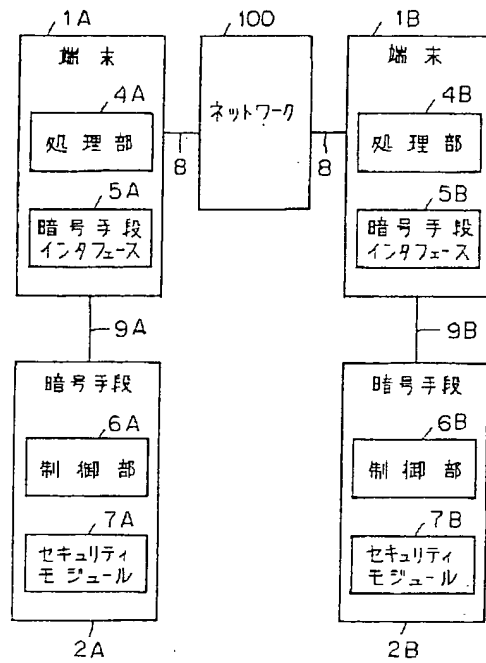 1A
100
1B
端末
ネットワーク
端末
4A
4B
処理部
8
8
処理部
5A
5B
暗号手段
インタフェース
暗号手段
インタフェース
9A
9B
暗号手段
暗号手段
6A
6B
制御部
制御部
7A
7B
セキュリティ
モジュール
セキュリティ
モジュール
2A
2B